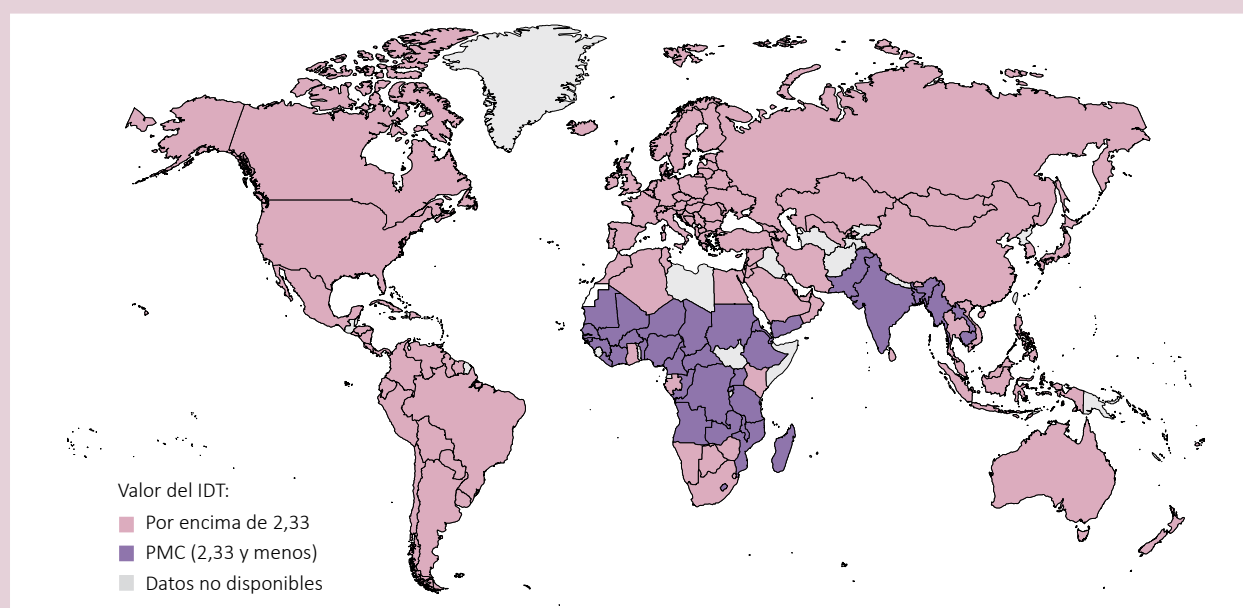 Valor del IDT:
Por encima de 2,33
PMC (2,33 y menos)
Datos no disponibles